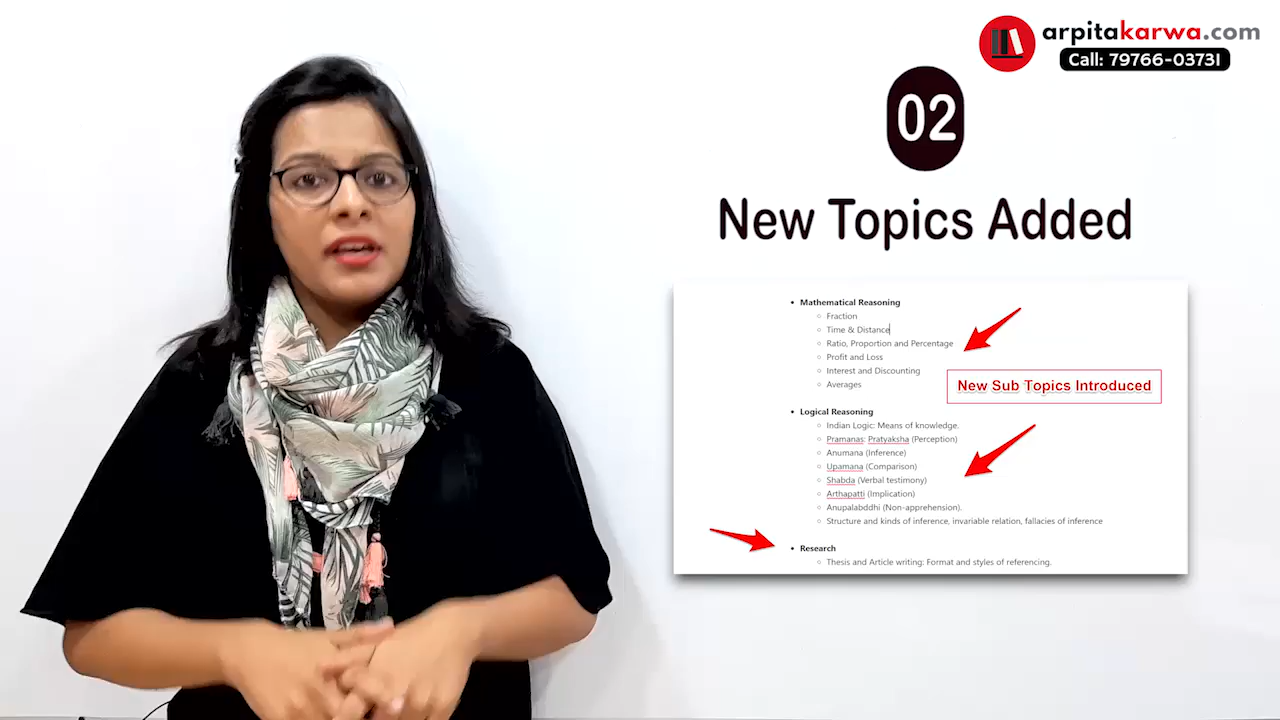 arpitakarwa.com
Call: 79766-03731
02
New Topics Added
• Mathematical Reasoning
○ Fraction
○ Time & Distance
○ Ratio, Proportion and Percentage
○ Profit and Loss
○ Interest and Discounting
○ Averages
New Sub Topics Introduced
• Logical Reasoning
○ Indian Logic: Means of knowledge.
○ Pramanas: Pratyaksha (Perception)
○ Anumana (Inference)
○ Upamana (Comparison)
○ Shabda (Verbal testimony)
○ Arthapatti (Implication)
○ Anupalabddhi (Non-apprehension).
○ Structure and kinds of inference, invariable relation, fallacies of inference
• Research
○ Thesis and Article writing: Format and styles of referencing.